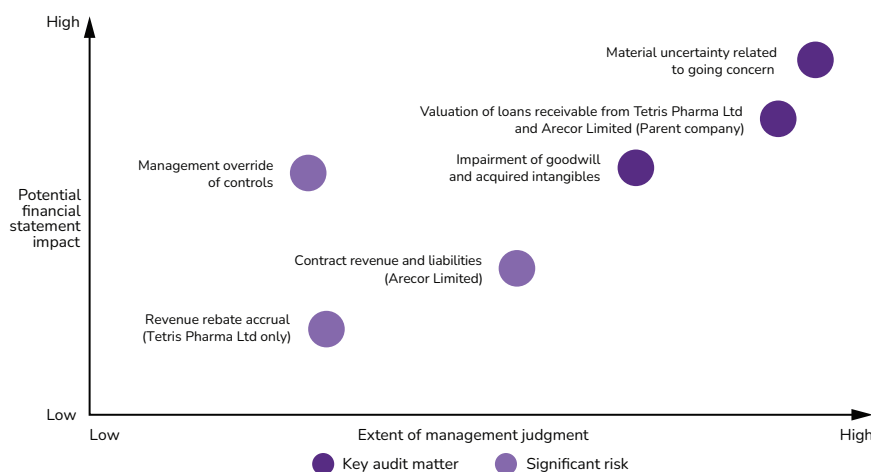 High
Material uncertainty related
to going concern
Valuation of loans receivable from Tetris Pharma Ltd
and Arecor Limited (Parent company)
Management override
of controls
Impairment of goodwill
and acquired intangibles
Potential
financial
statement
impact
Contract revenue and liabilities
(Arecor Limited)
Revenue rebate accrual
(Tetris Pharma Ltd only)
Low
Low
Extent of management judgment
High
Key audit matter
Significant risk